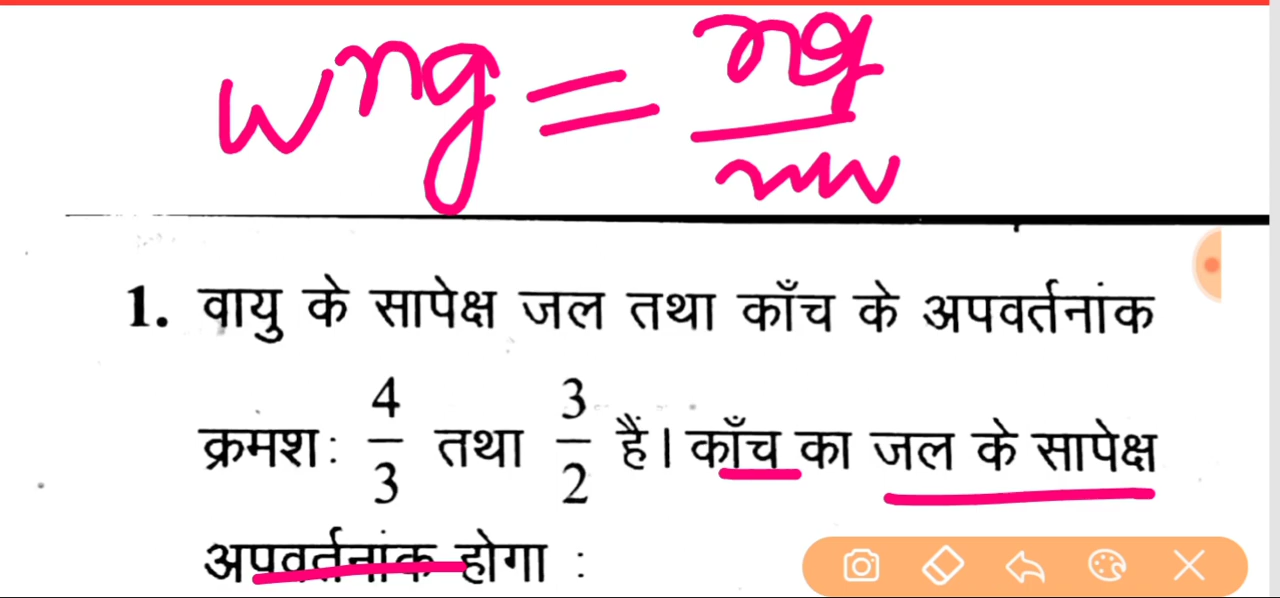 wng = ng
nw
1. वायु के सापेक्ष जल तथा काँच के अपवर्तनांक
क्रमशः 4/3 तथा 3/2 हैं। काँच का जल के सापेक्ष
अपवर्तनांक होगा :